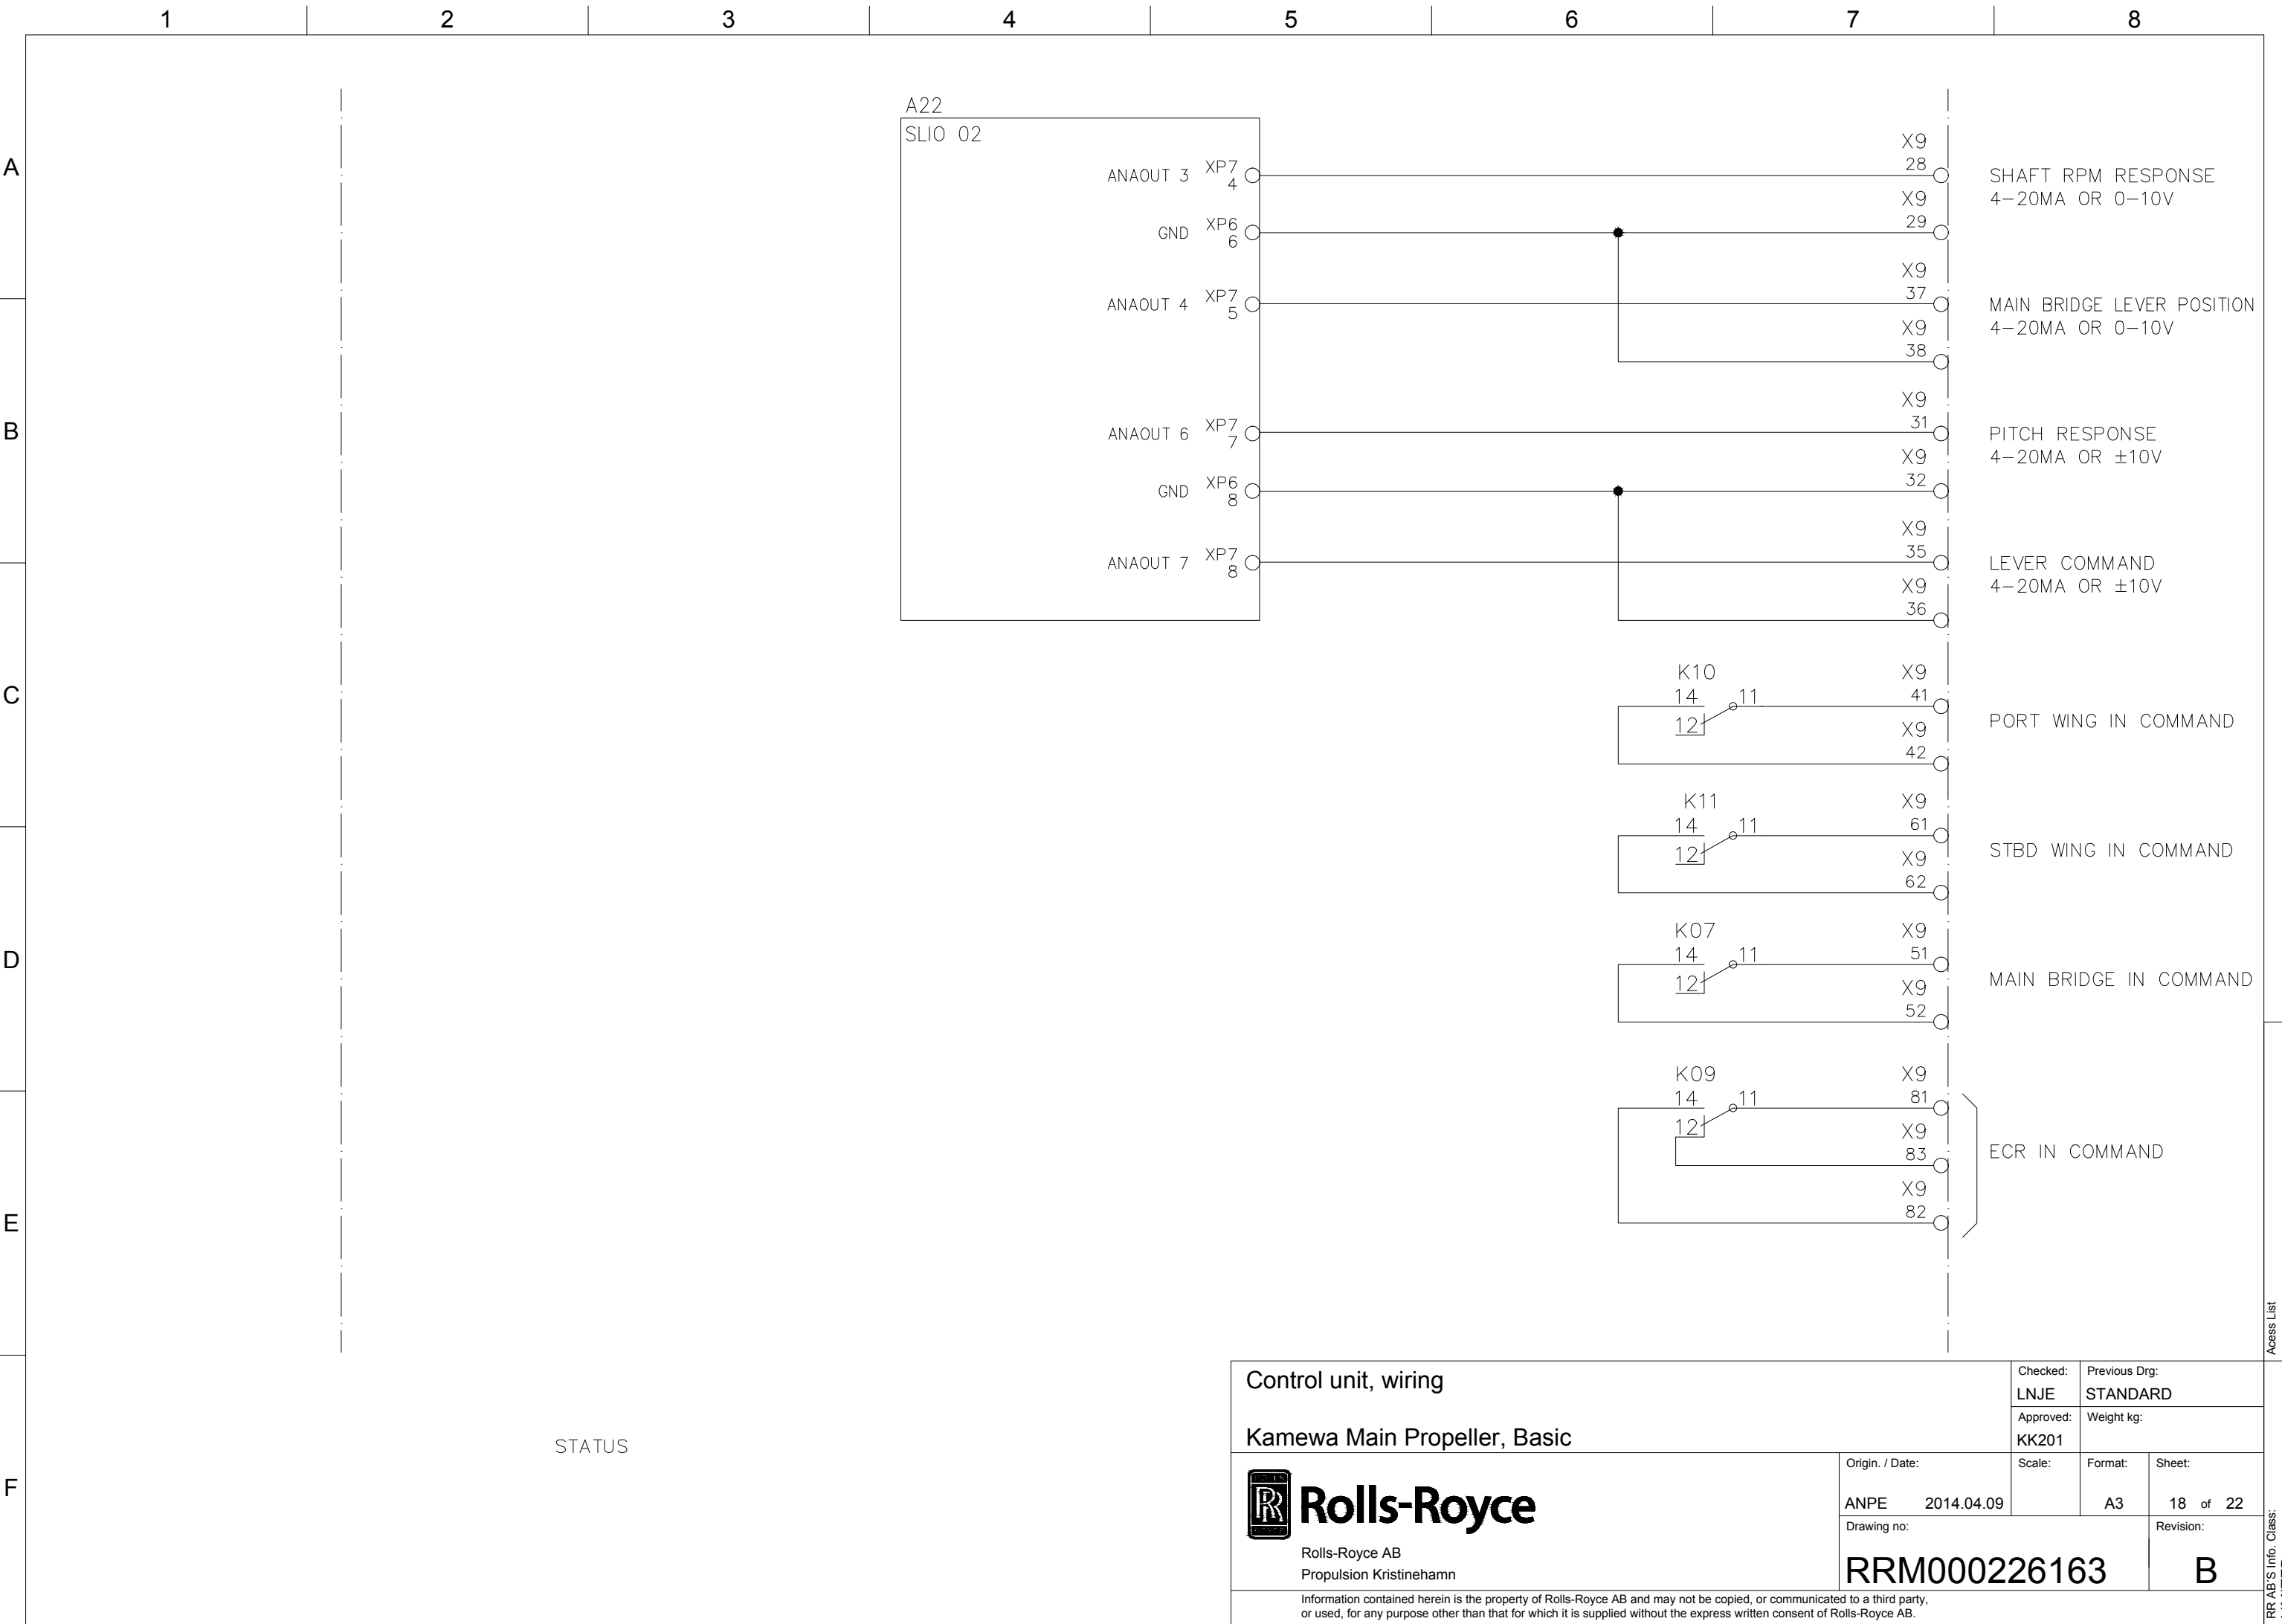 1 2 3 4 5 6 7 8
A
B
C
D
E
F
A22
SLIO 02
ANAOUT 3 XP7 4
GND XP6 6
ANAOUT 4 XP7 5
ANAOUT 6 XP7 7
GND XP6 8
ANAOUT 7 XP7 8
X9
28
SHAFT RPM RESPONSE
4-20MA OR 0-10V
X9
29
X9
37
MAIN BRIDGE LEVER POSITION
4-20MA OR 0-10V
X9
38
X9
31
PITCH RESPONSE
4-20MA OR ±10V
X9
32
X9
35
LEVER COMMAND
4-20MA OR ±10V
X9
36
K10
14 11
12
X9
41
X9
42
PORT WING IN COMMAND
K11
14 11
12
X9
61
X9
62
STBD WING IN COMMAND
K07
14 11
12
X9
51
X9
52
MAIN BRIDGE IN COMMAND
K09
14 11
12
X9
81
X9
83
X9
82
ECR IN COMMAND
STATUS
Control unit, wiring
Kamewa Main Propeller, Basic
Checked:
LNJE
Previous Drg:
STANDARD
Approved:
KK201
Weight kg:
Rolls-Royce
Rolls-Royce AB
Propulsion Kristinehamn
Origin. / Date:
ANPE 2014.04.09
Scale:
Format:
A3
Sheet:
18 of 22
Drawing no:
RRM000226163
Revision:
B
Information contained herein is the property of Rolls-Royce AB and may not be copied, or communicated to a third party,
or used, for any purpose other than that for which it is supplied without the express written consent of Rolls-Royce AB.
Acess List
RR AB'S Info. Class: